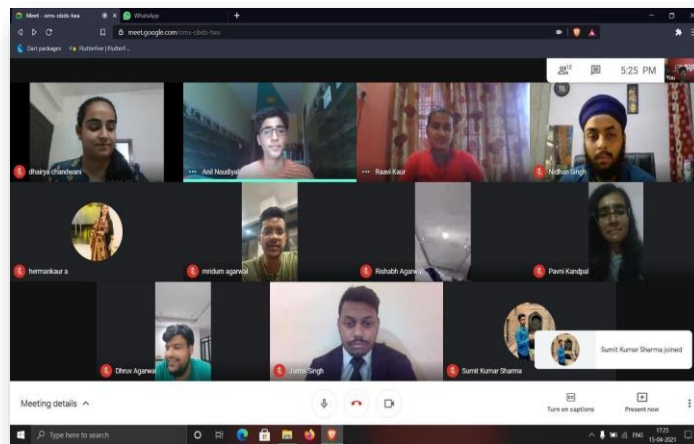 Meet - oms-obds-twa
WhatsApp
meet.google.com/oms-obds-twa
Dart packages
FlutterFire | Flutterf...
12
5:25 PM
You
dhairya chandwani
Anil Naudiya
Raavi Kaur
Nidhan Singh
hermankaur a
mridum agarwal
Rishabh Agarwa
Pavni Kandpal
Dhruv Agarwa
Singh
Sumit Kumar Sharma
Sumit Kumar Sharma joined
Meeting details
Turn on captions
Present now
Type here to search
ENG
17:25
15-04-2021